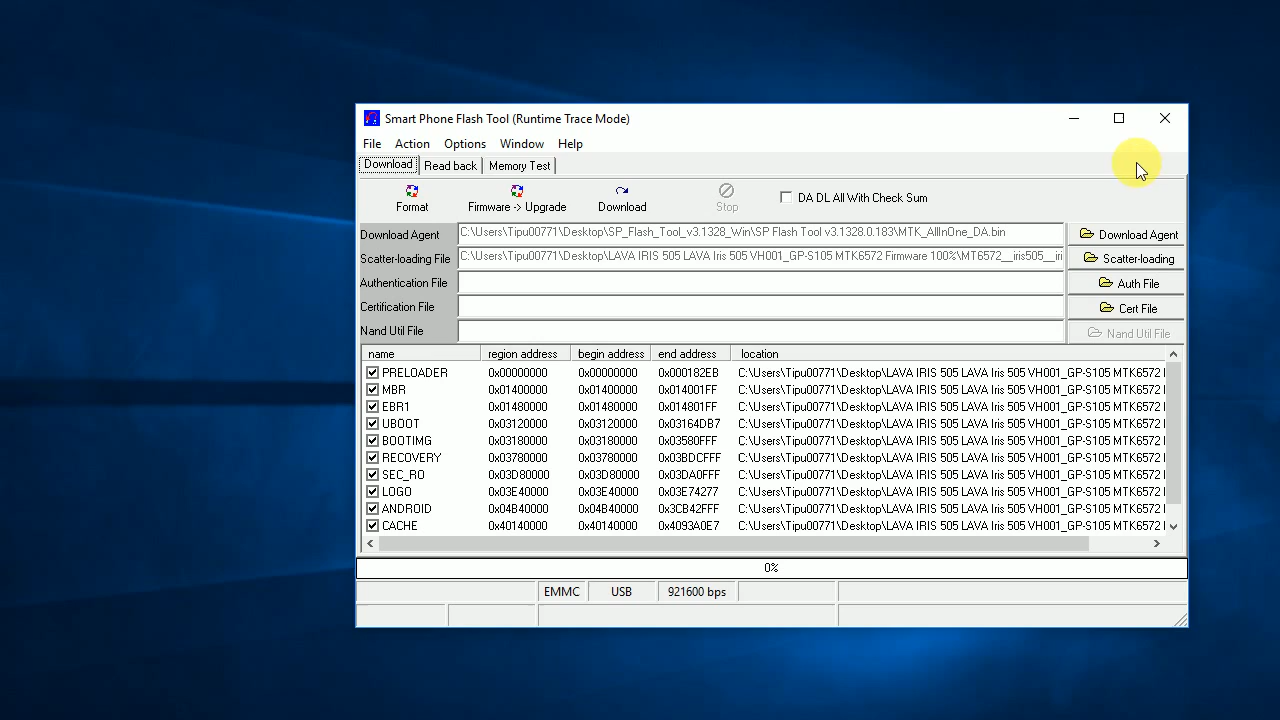 Smart Phone Flash Tool (Runtime Trace Mode)
File Action Options Window Help
Download Read back Memory Test
Format Firmware -> Upgrade Download Stop DA DL All With Check Sum
Download Agent C:\Users\Tipu00771\Desktop\SP_Flash_Tool_v3.1328_Win\SP Flash Tool v3.1328.0.183\MTK_AllInOne_DA.bin Download Agent
Scatter-loading File C:\Users\Tipu00771\Desktop\LAVA IRIS 505 LAVA Iris 505 VH001_GP-S105 MTK6572 Firmware 100%\MT6572__iris505__iri Scatter-loading
Authentication File Auth File
Certification File Cert File
Nand Util File Nand Util File
name region address begin address end address location
PRELOADER 0x00000000 0x00000000 0x000182EB C:\Users\Tipu00771\Desktop\LAVA IRIS 505 LAVA Iris 505 VH001_GP-S105 MTK6572 I
MBR 0x01400000 0x01400000 0x014001FF C:\Users\Tipu00771\Desktop\LAVA IRIS 505 LAVA Iris 505 VH001_GP-S105 MTK6572 I
EBR1 0x01480000 0x01480000 0x014801FF C:\Users\Tipu00771\Desktop\LAVA IRIS 505 LAVA Iris 505 VH001_GP-S105 MTK6572 I
UBOOT 0x03120000 0x03120000 0x03164DB7 C:\Users\Tipu00771\Desktop\LAVA IRIS 505 LAVA Iris 505 VH001_GP-S105 MTK6572 I
BOOTIMG 0x03180000 0x03180000 0x03580FFF C:\Users\Tipu00771\Desktop\LAVA IRIS 505 LAVA Iris 505 VH001_GP-S105 MTK6572 I
RECOVERY 0x03780000 0x03780000 0x03BDCFFF C:\Users\Tipu00771\Desktop\LAVA IRIS 505 LAVA Iris 505 VH001_GP-S105 MTK6572 I
SEC_RO 0x03D80000 0x03D80000 0x03DA0FFF C:\Users\Tipu00771\Desktop\LAVA IRIS 505 LAVA Iris 505 VH001_GP-S105 MTK6572 I
LOGO 0x03E40000 0x03E40000 0x03E74277 C:\Users\Tipu00771\Desktop\LAVA IRIS 505 LAVA Iris 505 VH001_GP-S105 MTK6572 I
ANDROID 0x04B40000 0x04B40000 0x3CB42FFF C:\Users\Tipu00771\Desktop\LAVA IRIS 505 LAVA Iris 505 VH001_GP-S105 MTK6572 I
CACHE 0x40140000 0x40140000 0x4093A0E7 C:\Users\Tipu00771\Desktop\LAVA IRIS 505 LAVA Iris 505 VH001_GP-S105 MTK6572 I
0%
EMMC USB 921600 bps